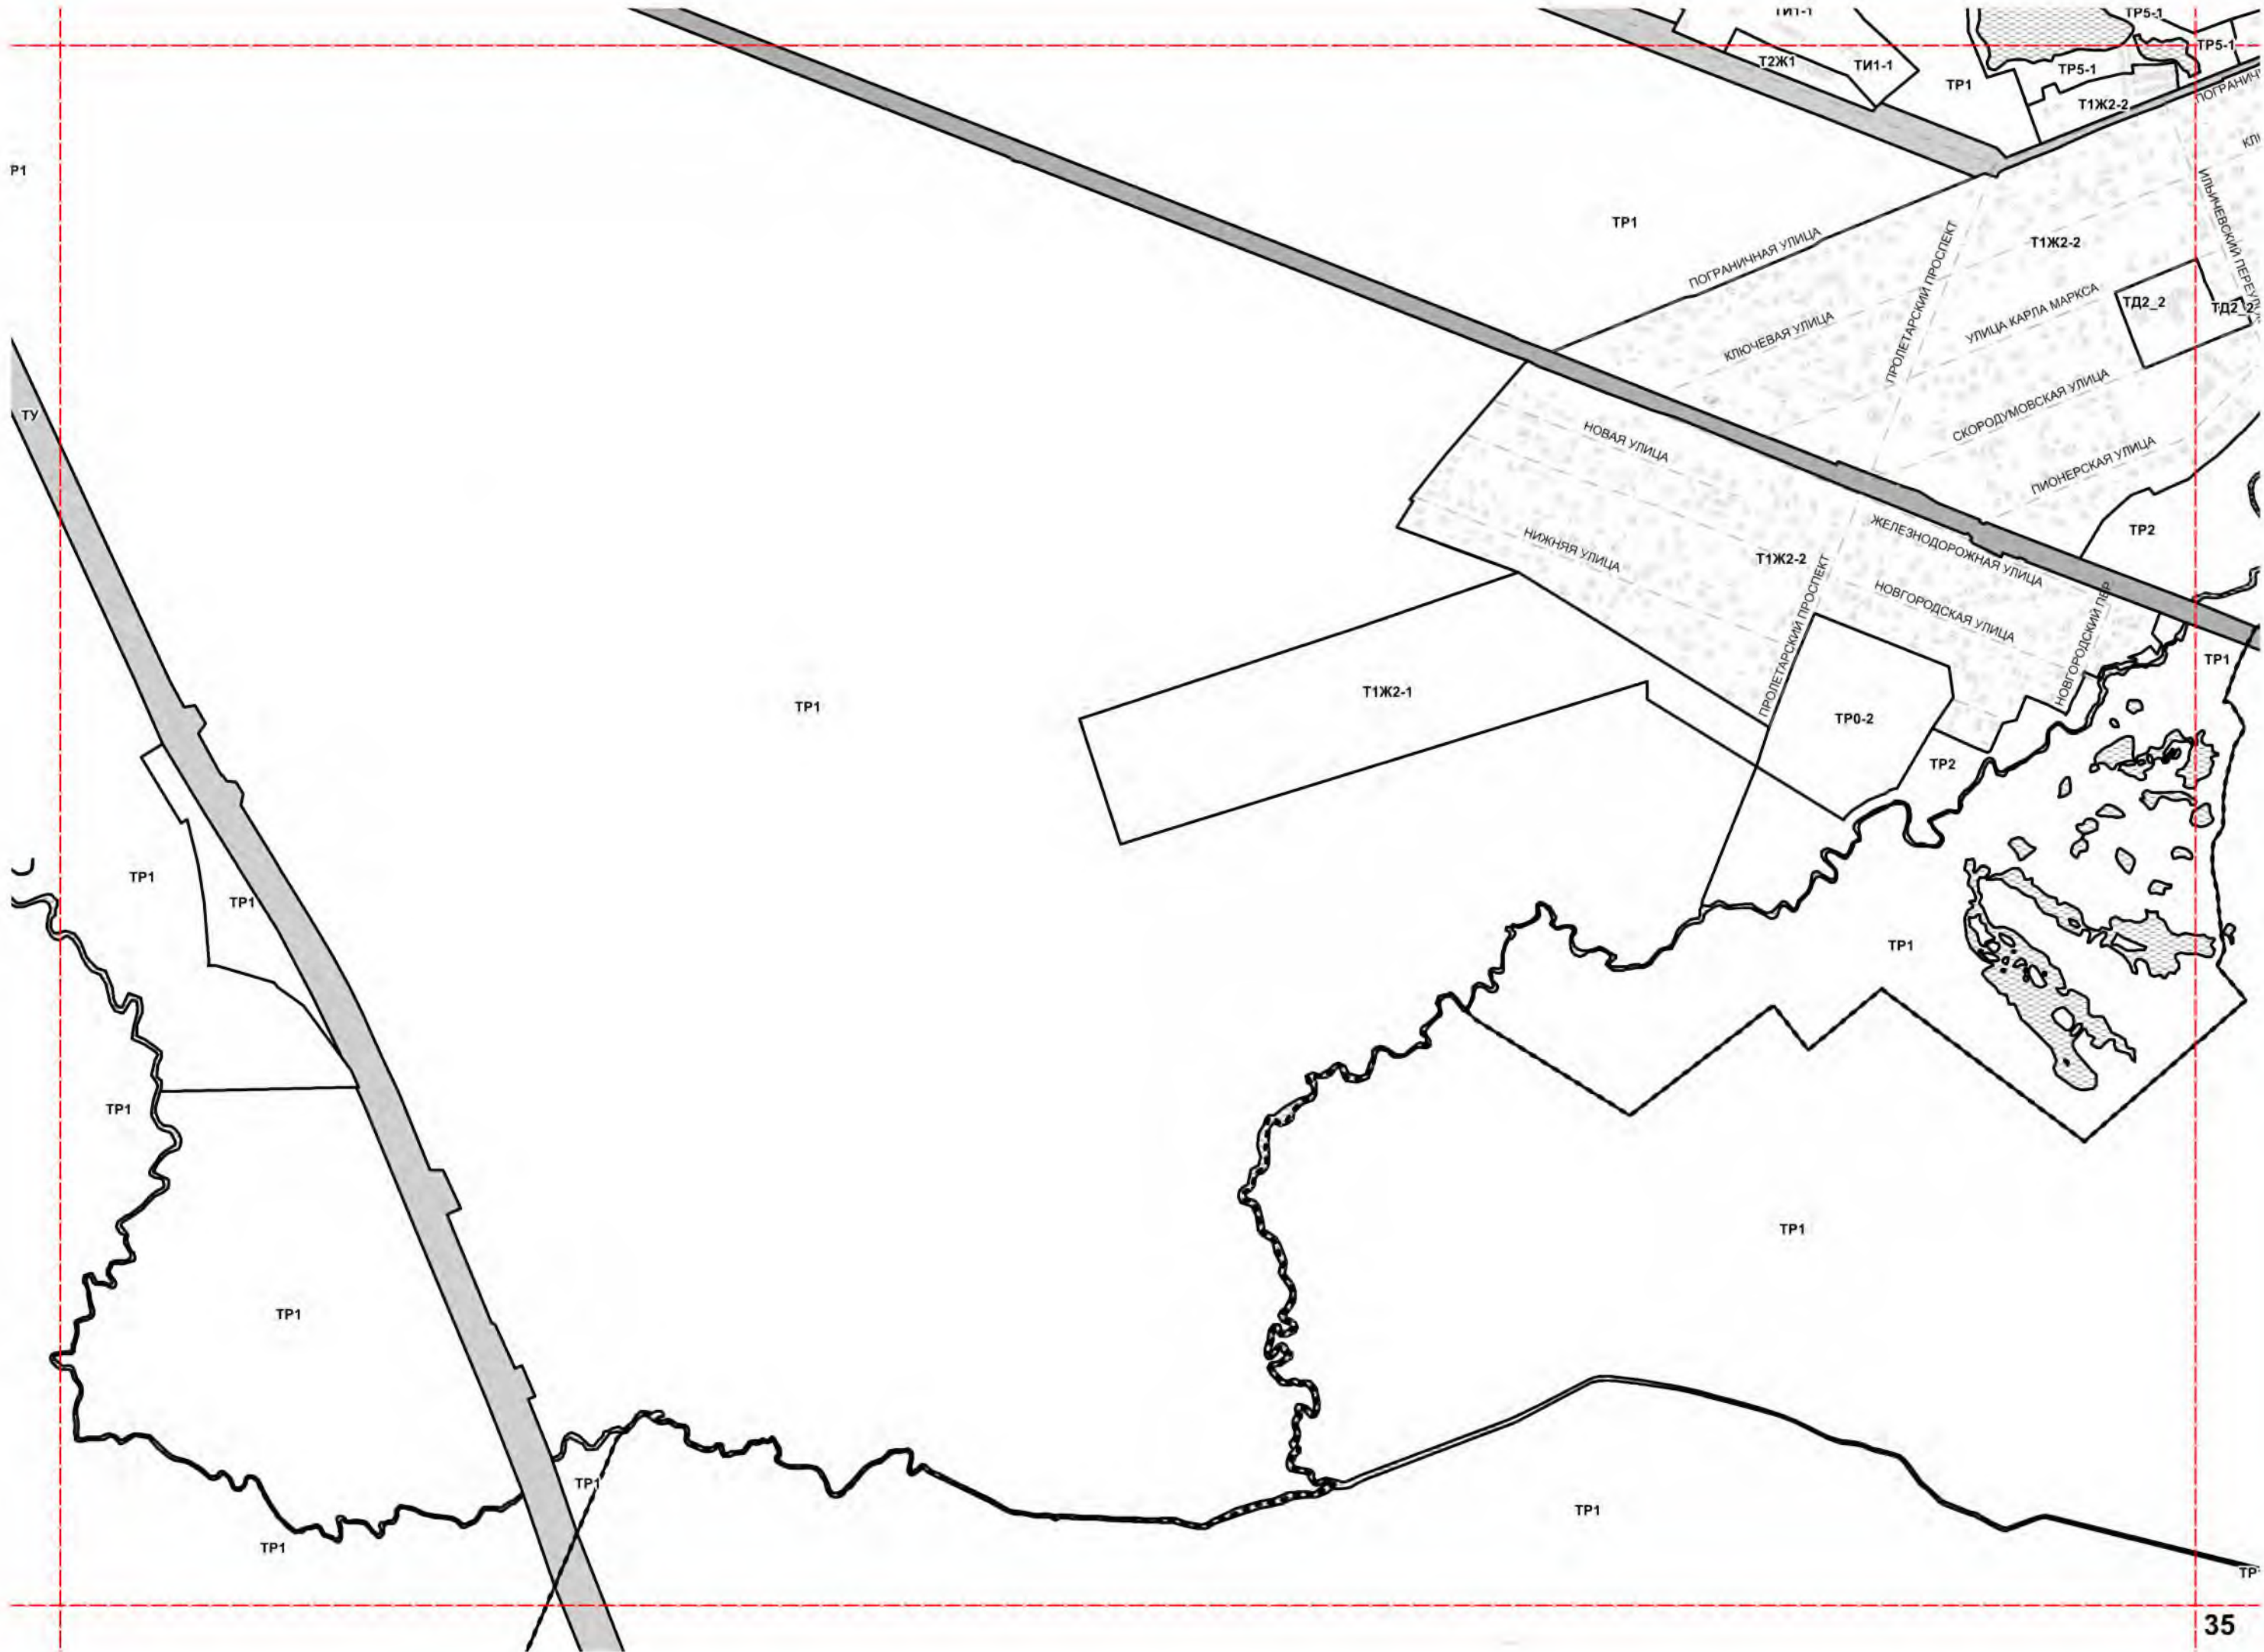 ТИ1-1
ТР5-1
ТР5-1
Т2Ж1
ТИ1-1
ТР1
ТР5-1
Т1Ж2-2
Р1
ТР1
ПОГРАНИЧНАЯ УЛИЦА
ПРОЛЕТАРСКИЙ ПРОСПЕКТ
Т1Ж2-2
КЛЮЧЕВАЯ УЛИЦА
УЛИЦА КАРЛА МАРКСА
ТД2_2
ТД2_2
СКОРОДУМОВСКАЯ УЛИЦА
ПИОНЕРСКАЯ УЛИЦА
ТУ
НОВАЯ УЛИЦА
НИЖНЯЯ УЛИЦА
Т1Ж2-2
ЖЕЛЕЗНОДОРОЖНАЯ УЛИЦА
ТР2
НОВГОРОДСКАЯ УЛИЦА
ПРОЛЕТАРСКИЙ ПРОСПЕКТ
НОВГОРОДСКИЙ ПЕР
ТР1
ТР1
Т1Ж2-1
ТР0-2
ТР2
ТР1
ТР1
ТР1
ТР1
ТР1
ТР1
ТР1
ТР1
ТР1
ТР
35